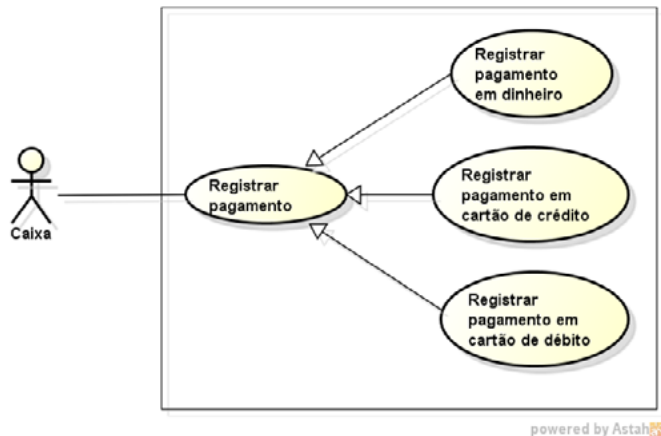 Registrar
pagamento
em dinheiro
Registrar
pagamento
Caixa
Registrar
pagamento em
cartão de crédito
Registrar
pagamento em
cartão de débito
powered by Astah